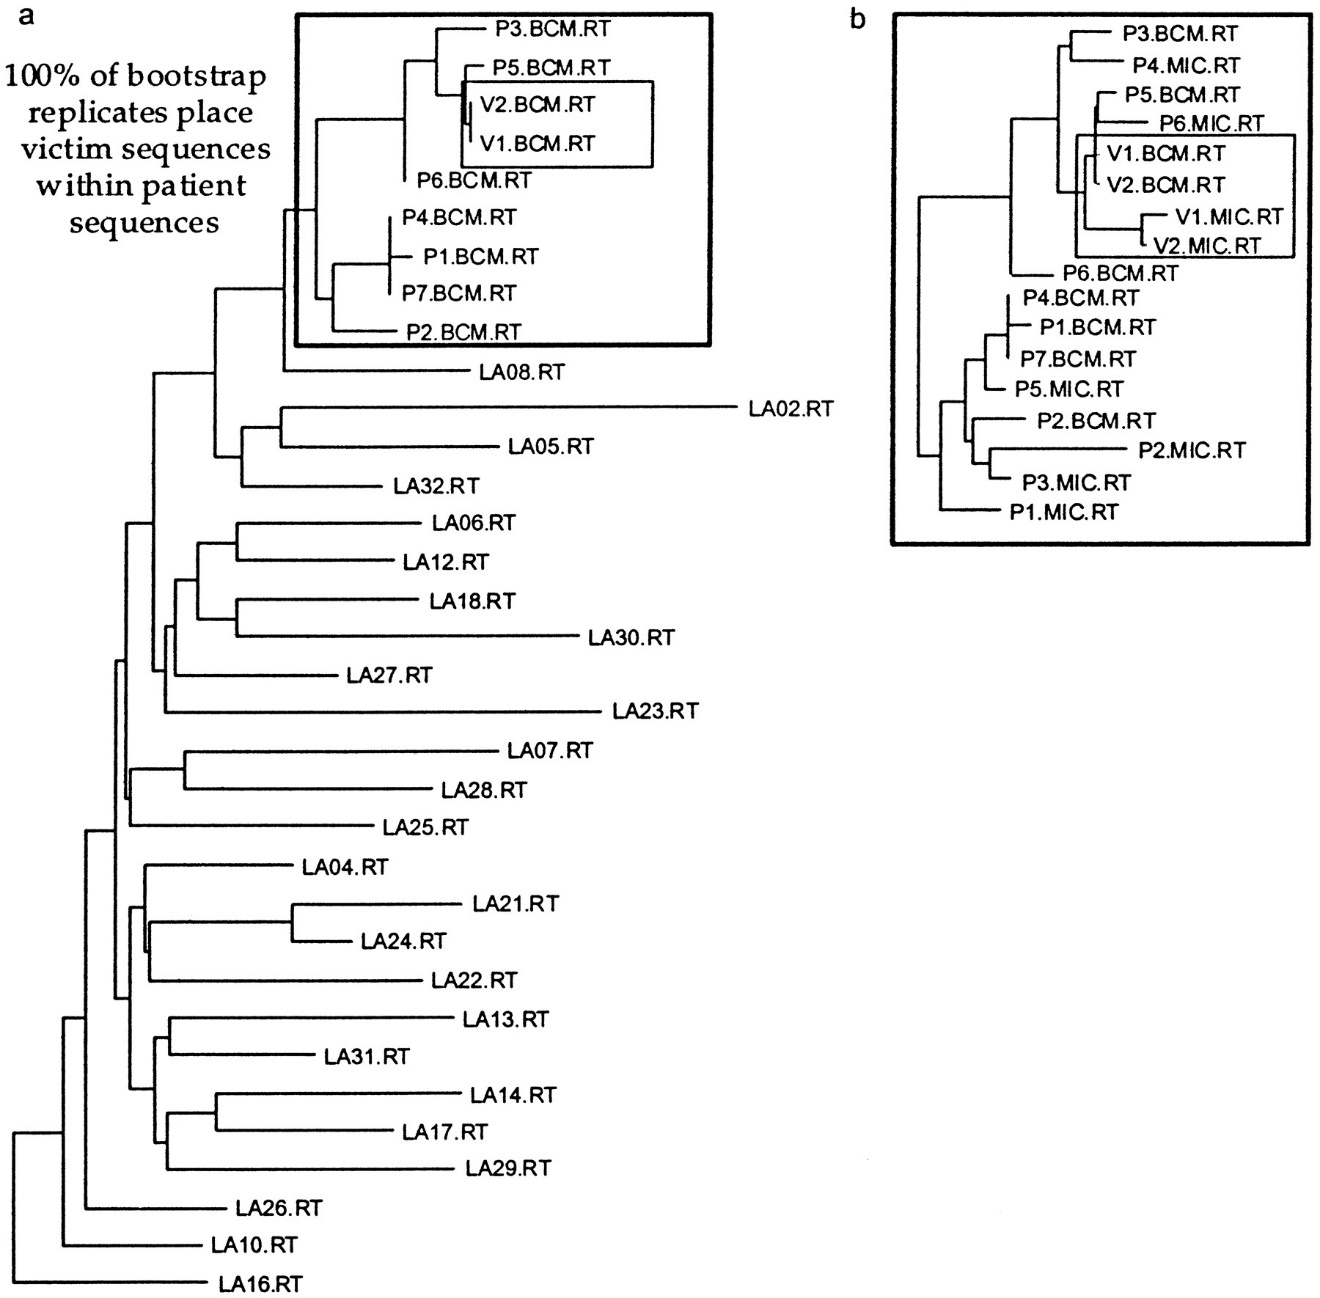 a
100% of bootstrap
replicates place
victim sequences
within patient
sequences
P3.BCM.RT
P5.BCM.RT
V2.BCM.RT
V1.BCM.RT
P6.BCM.RT
P4.BCM.RT
P1.BCM.RT
P7.BCM.RT
P2.BCM.RT
LA08.RT
LA02.RT
LA05.RT
LA32.RT
LA06.RT
LA12.RT
LA18.RT
LA30.RT
LA27.RT
LA23.RT
LA07.RT
LA28.RT
LA25.RT
LA04.RT
LA21.RT
LA24.RT
LA22.RT
LA13.RT
LA31.RT
LA14.RT
LA17.RT
LA29.RT
LA26.RT
LA10.RT
LA16.RT
b
P3.BCM.RT
P4.MIC.RT
P5.BCM.RT
P6.MIC.RT
V1.BCM.RT
V2.BCM.RT
V1.MIC.RT
V2.MIC.RT
P6.BCM.RT
P4.BCM.RT
P1.BCM.RT
P7.BCM.RT
P5.MIC.RT
P2.BCM.RT
P2.MIC.RT
P3.MIC.RT
P1.MIC.RT